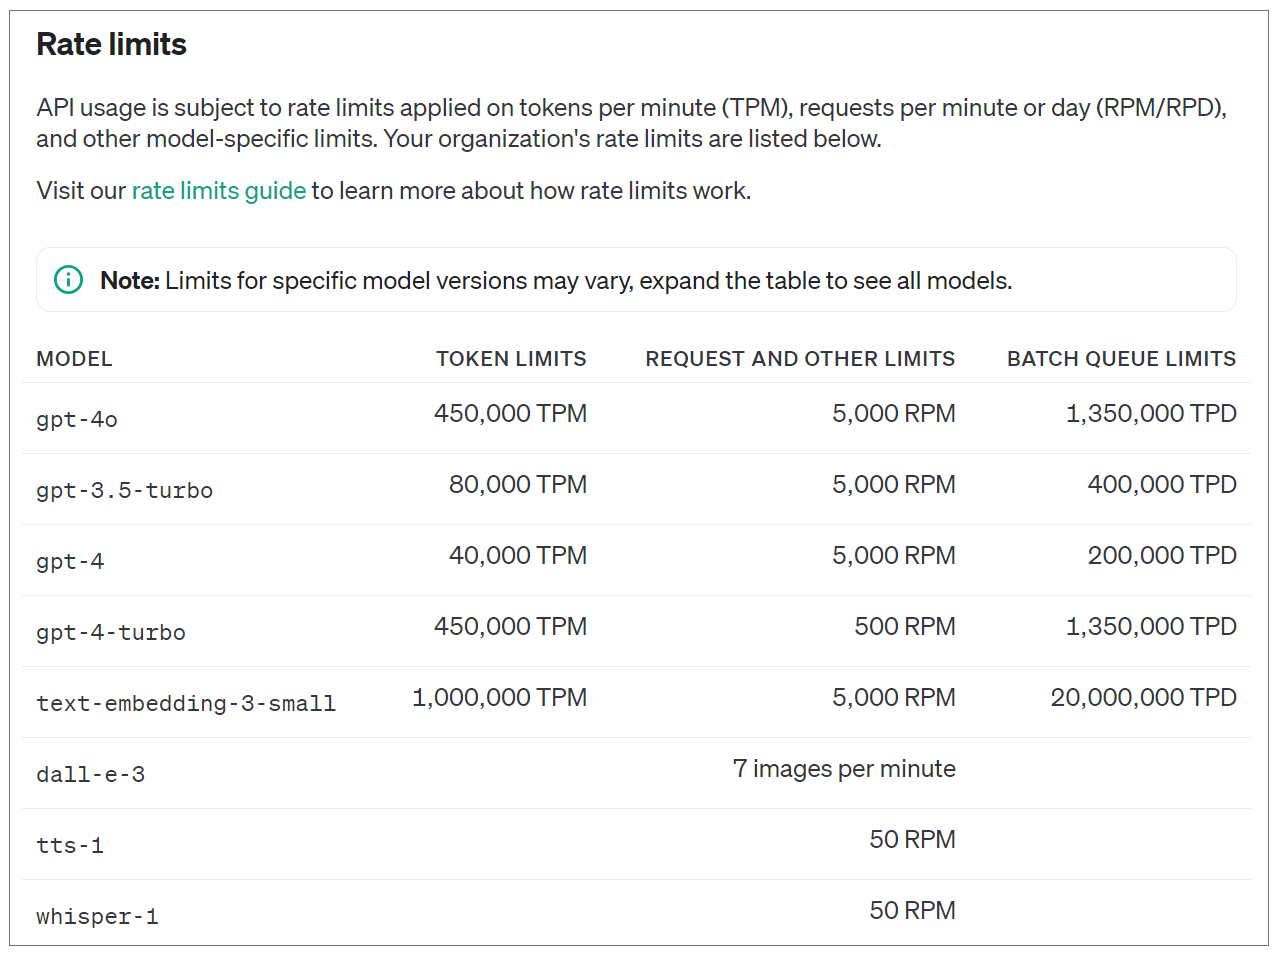 Rate limits
API usage is subject to rate limits applied on tokens per minute (TPM), requests per minute or day (RPM/RPD),
and other model-specific limits. Your organization's rate limits are listed below.
Visit our rate limits guide to learn more about how rate limits work.
Note: Limits for specific model versions may vary, expand the table to see all models.
MODEL TOKEN LIMITS REQUEST AND OTHER LIMITS BATCH QUEUE LIMITS
gpt-4o 450,000 TPM 5,000 RPM 1,350,000 TPD
gpt-3.5-turbo 80,000 TPM 5,000 RPM 400,000 TPD
gpt-4 40,000 TPM 5,000 RPM 200,000 TPD
gpt-4-turbo 450,000 TPM 500 RPM 1,350,000 TPD
text-embedding-3-small 1,000,000 TPM 5,000 RPM 20,000,000 TPD
dall-e-3 7 images per minute
tts-1 50 RPM
whisper-1 50 RPM